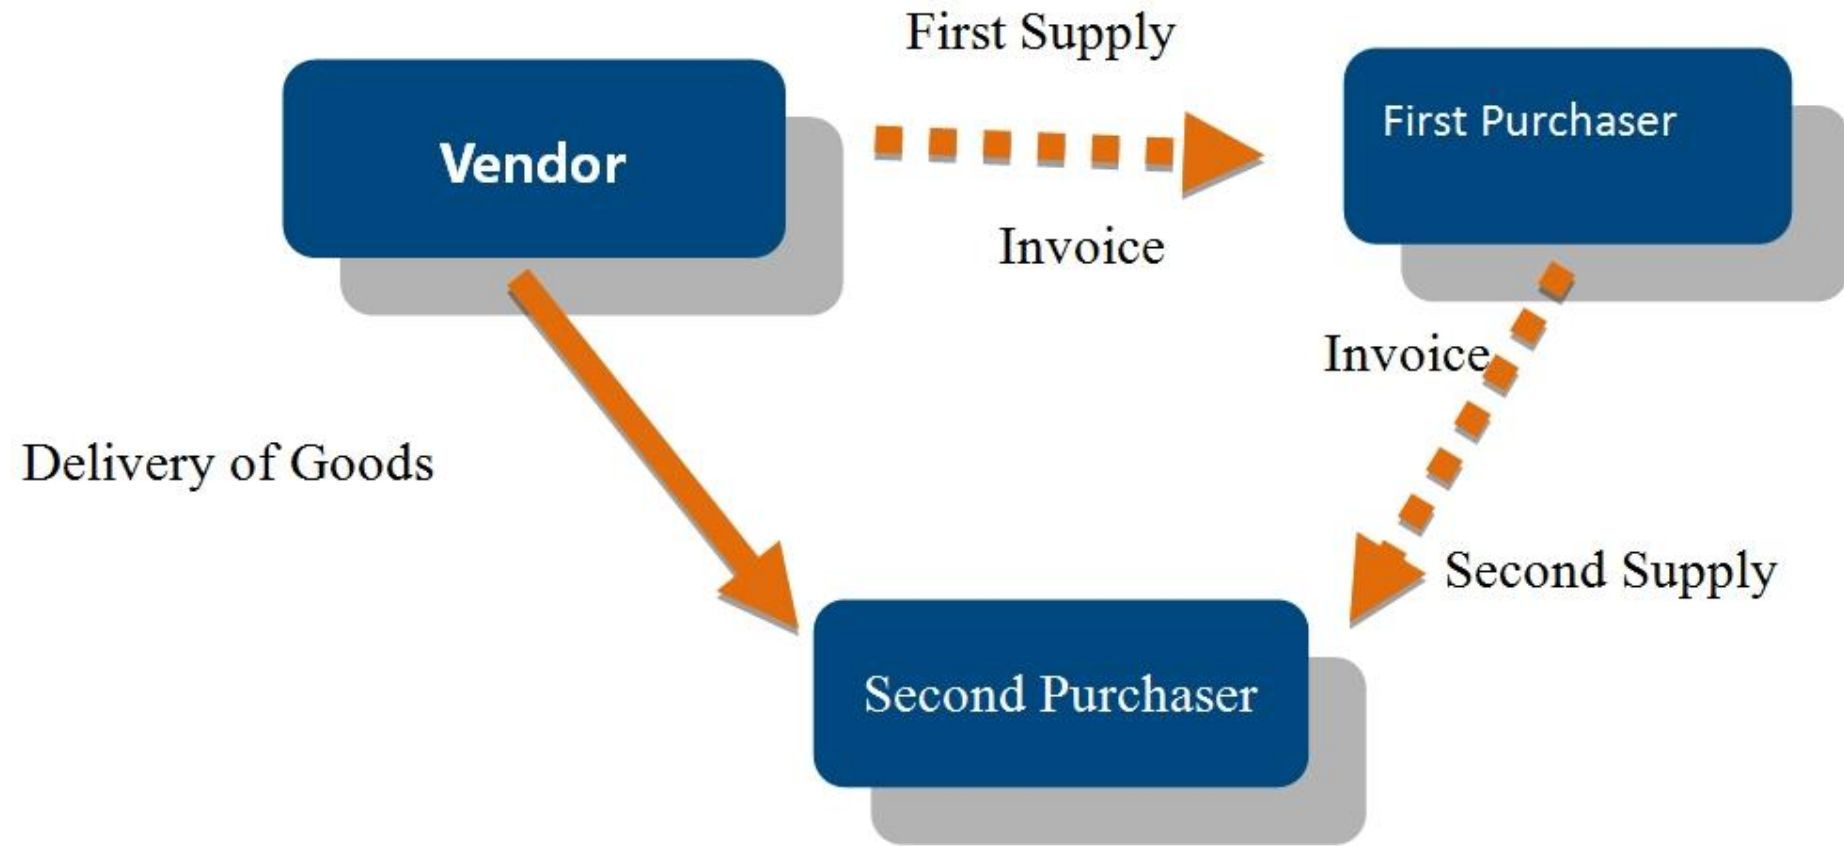 First Supply
Vendor
First Purchaser
Invoice
Invoice
Delivery of Goods
Second Supply
Second Purchaser